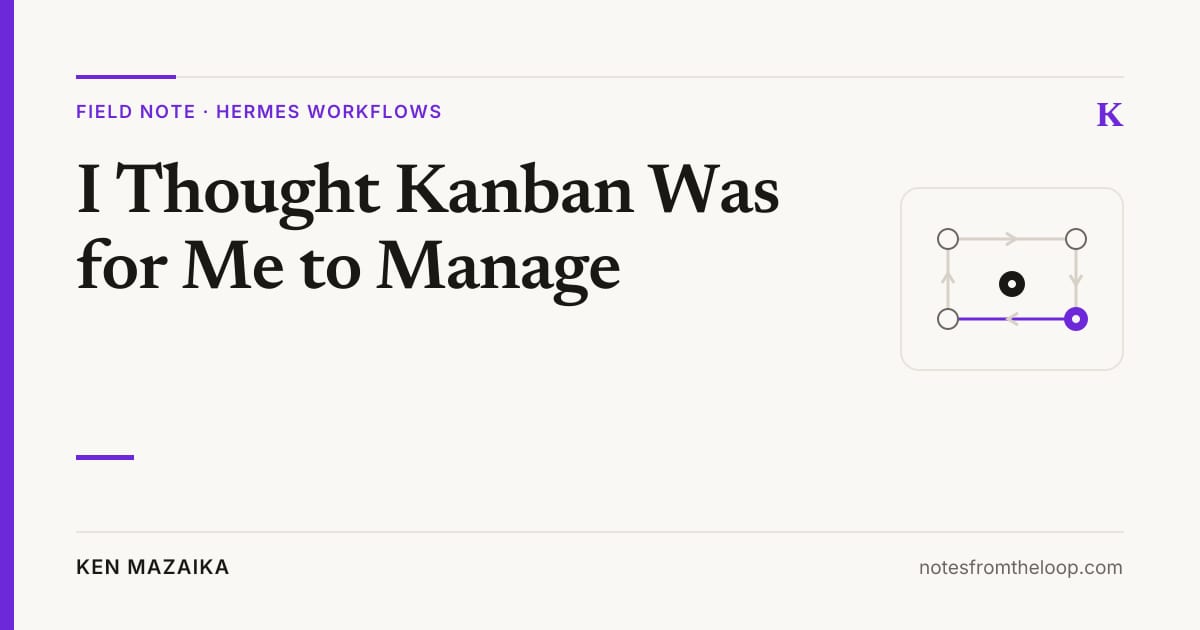 FIELD NOTE · HERMES WORKFLOWS
K
I Thought Kanban Was
for Me to Manage
KEN MAZAIKA
notesfromtheloop.com